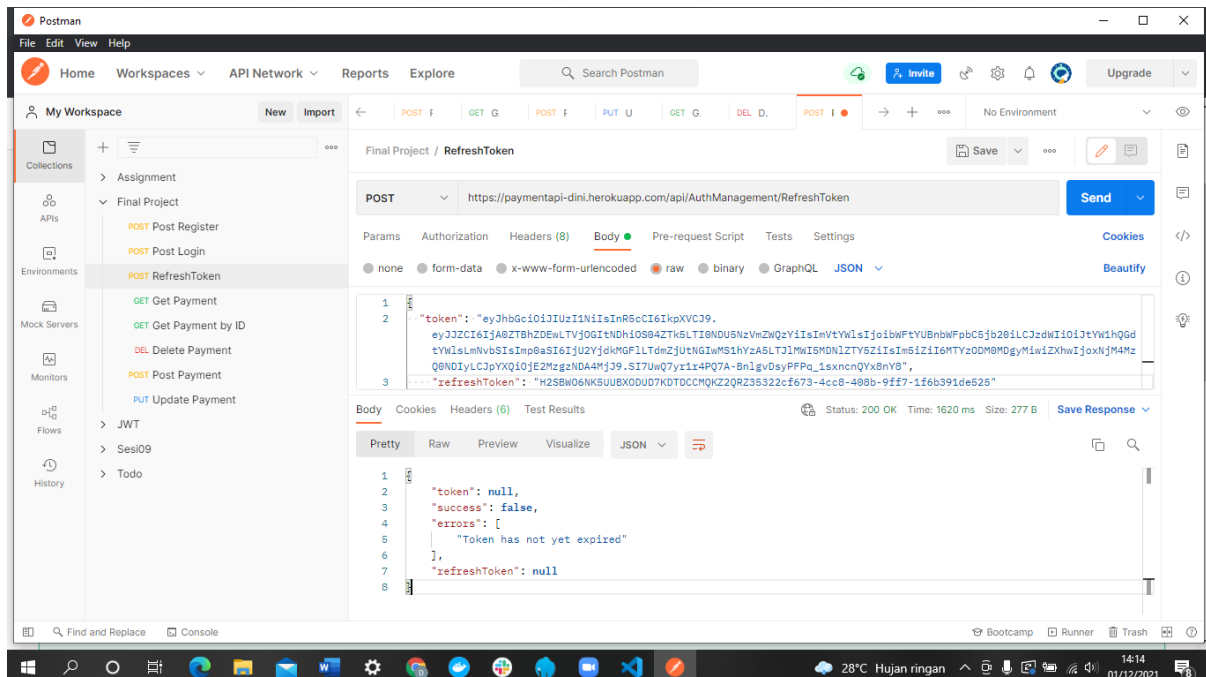 Postman
File Edit View Help
Home Workspaces API Network Reports Explore Search Postman Invite Upgrade
My Workspace New Import POST F GET G. POST F PUT U GET G. DEL D. POST F No Environment
Collections
APIs
Environments
Mock Servers
Monitors
Flows
History
Assignment
Final Project
POST Post Register
POST Post Login
POST RefreshToken
GET Get Payment
GET Get Payment by ID
DEL Delete Payment
POST Post Payment
PUT Update Payment
JWT
Sesi09
Todo
Final Project / RefreshToken Save
POST https://paymentapi-dini.herokuapp.com/api/AuthManagement/RefreshToken Send
Params Authorization Headers (8) Body Pre-request Script Tests Settings Cookies
none form-data x-www-form-urlencoded raw binary GraphQL JSON Beautify
1 {
2 "token": "eyJhbGciOiJIUzI1NiIsInR5cCI6IkpXVCJ9.
3 "refreshToken": "H2SBWO6NK5UUBXODUD7KDTDCCMQKZ2QRZ35322cf673-4cc8-408b-9ff7-1f6b391de525"
Body Cookies Headers (6) Test Results Status: 200 OK Time: 1620 ms Size: 277 B Save Response
Pretty Raw Preview Visualize JSON
1 {
2 "token": null,
3 "success": false,
4 "errors": [
5 "Token has not yet expired"
6 ],
7 "refreshToken": null
8 }
Find and Replace Console Bootcamp Runner Trash
28°C Hujan ringan 14:14
01/12/2021